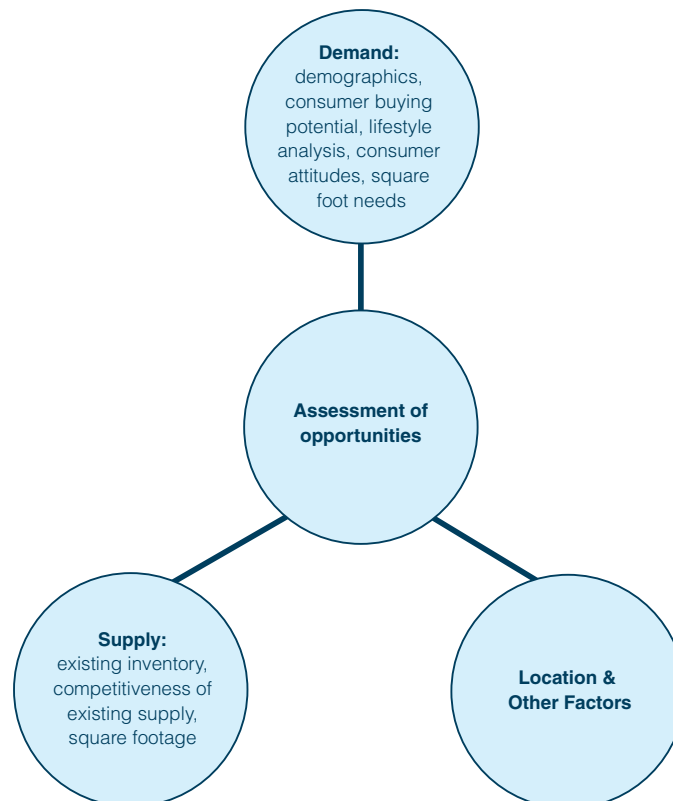 Demand:
demographics,
consumer buying
potential, lifestyle
analysis, consumer
attitudes, square
foot needs
Assessment of
opportunities
Supply:
existing inventory,
competitiveness of
existing supply,
square footage
Location &
Other Factors